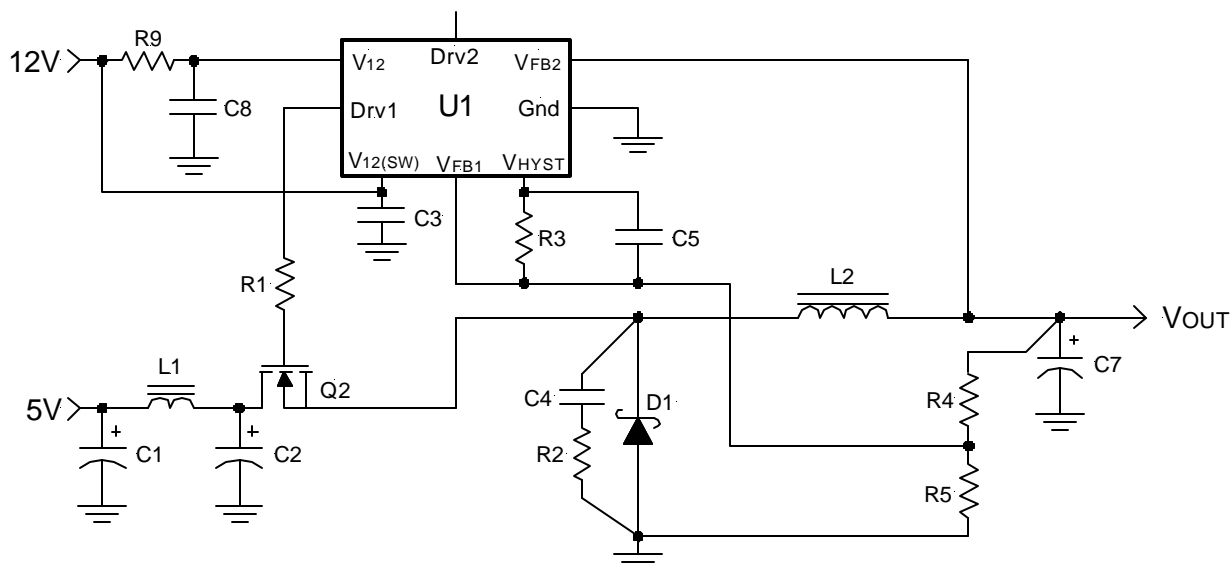 R9
12V
V12
Drv2
VFB2
C8
Drv1
U1
Gnd
V12(SW)
VFB1
VHYST
C3
R3
C5
R1
L2
VOUT
L1
Q2
+
C7
5V
C4
D1
R4
+
C1
+
C2
R2
R5